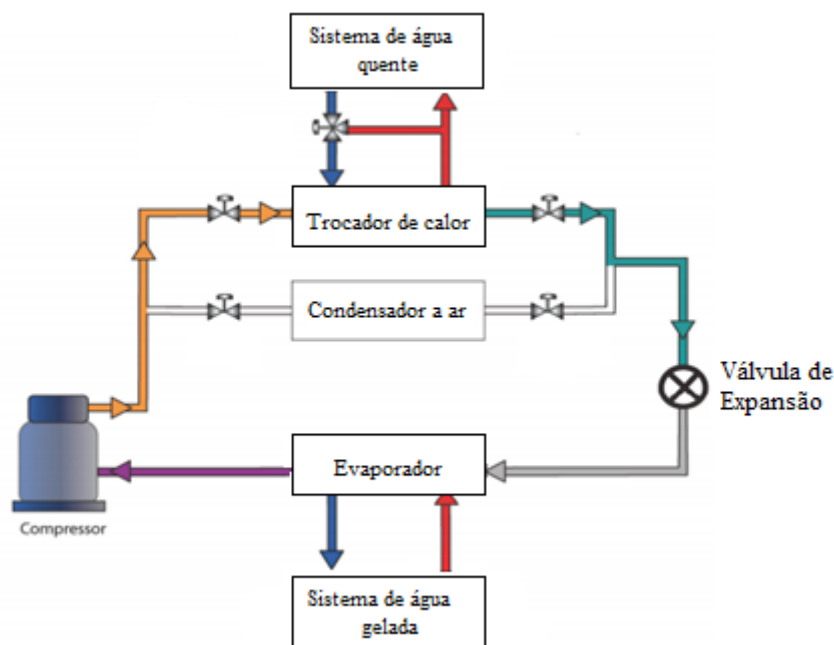 Sistema de água
quente
Trocador de calor
Condensador a ar
Válvula de
Expansão
Evaporador
Compressor
Sistema de água
gelada